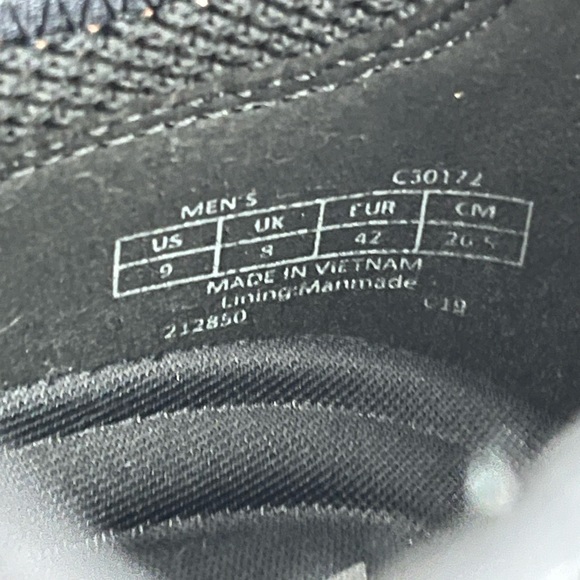 C30172
MEN'S
US UK EUR CM
9 8 42 26.5
MADE IN VIETNAM
Lining:Manmade
212850 C19